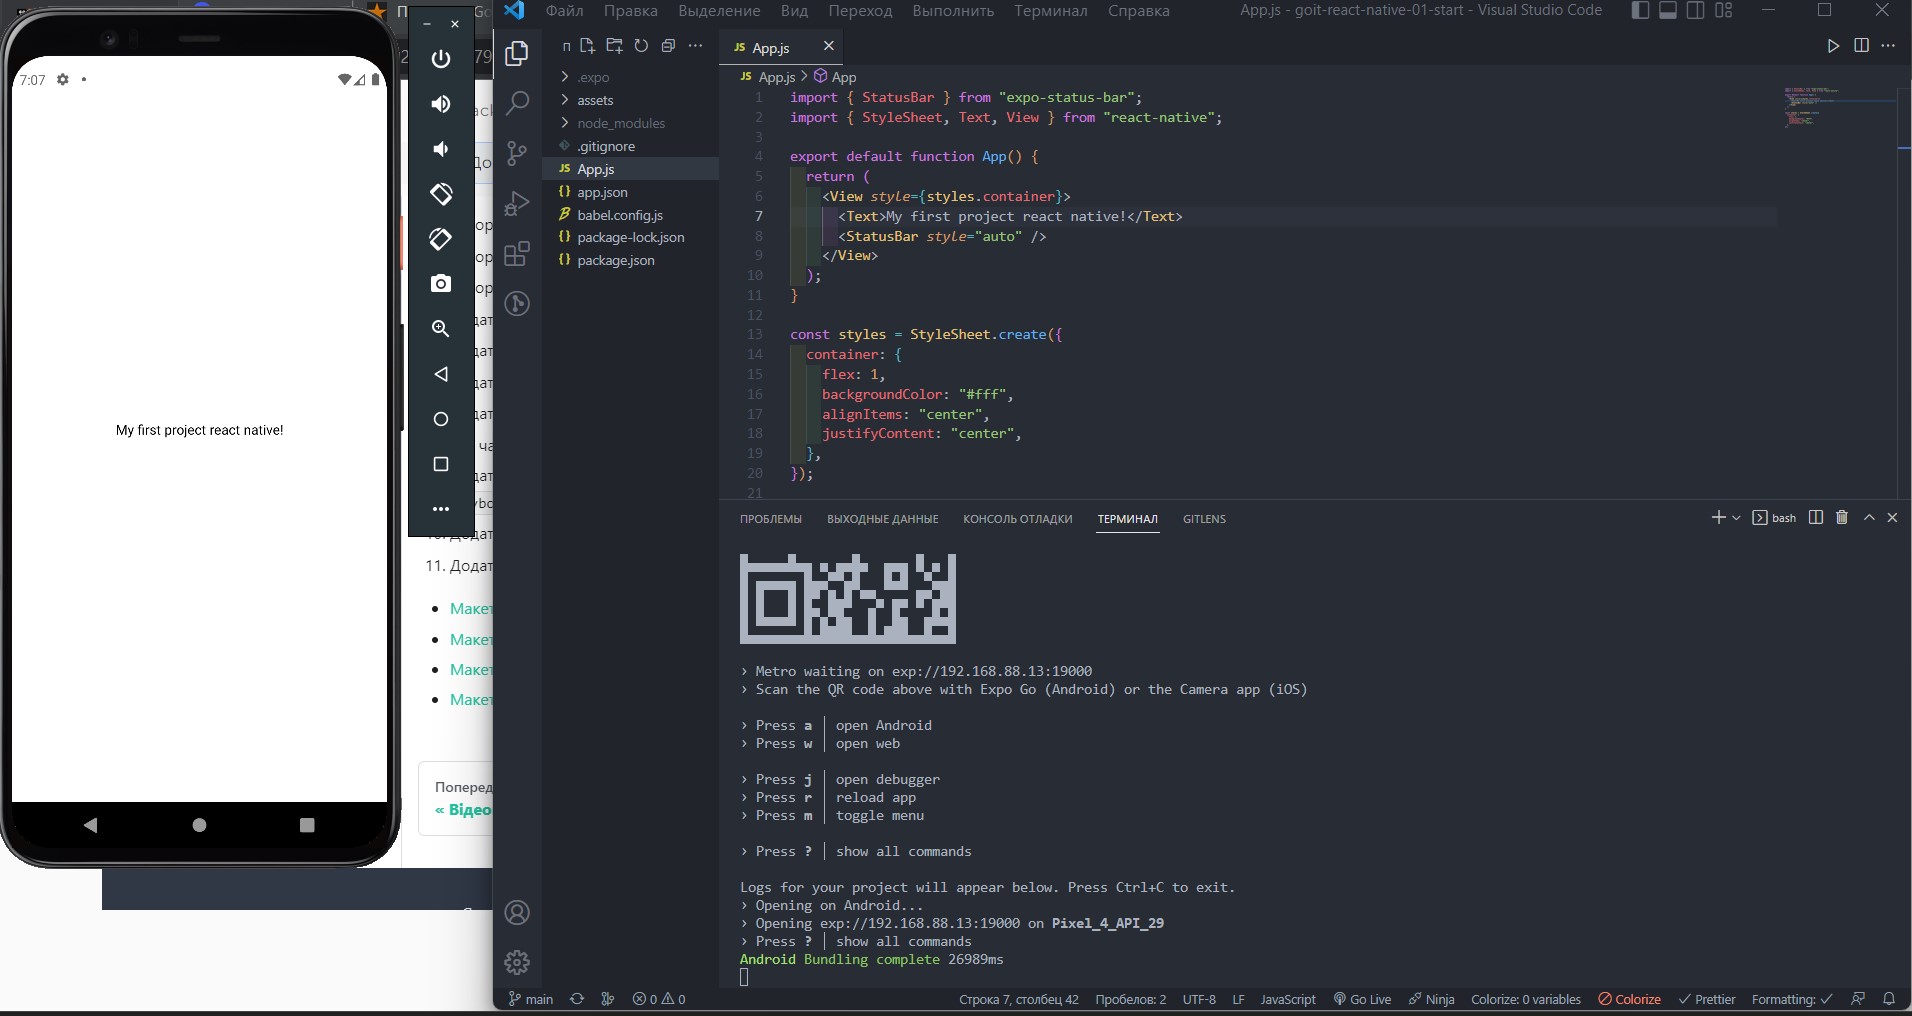 7:07
My first project react native!
11. Додат
Макет
Макет
Макет
Макет
Поперед
« Відео
Файл Правка Выделение Вид Переход Выполнить Терминал Справка
App.js - goit-react-native-01-start - Visual Studio Code
.expo
assets
node_modules
.gitignore
JS App.js
{} app.json
babel.config.js
{} package-lock.json
{} package.json
JS App.js
JS App.js > App
1 import { StatusBar } from "expo-status-bar";
2 import { StyleSheet, Text, View } from "react-native";
3
4 export default function App() {
5 return (
6 <View style={styles.container}>
7 <Text>My first project react native!</Text>
8 <StatusBar style="auto" />
9 </View>
10 );
11 }
12
13 const styles = StyleSheet.create({
14 container: {
15 flex: 1,
16 backgroundColor: "#fff",
17 alignItems: "center",
18 justifyContent: "center",
19 },
20 });
21
ПРОБЛЕМЫ ВЫХОДНЫЕ ДАННЫЕ КОНСОЛЬ ОТЛАДКИ ТЕРМИНАЛ GITLENS
bash
› Metro waiting on exp://192.168.88.13:19000
› Scan the QR code above with Expo Go (Android) or the Camera app (iOS)
› Press a │ open Android
› Press w │ open web
› Press j │ open debugger
› Press r │ reload app
› Press m │ toggle menu
› Press ? │ show all commands
Logs for your project will appear below. Press Ctrl+C to exit.
› Opening on Android...
› Opening exp://192.168.88.13:19000 on Pixel_4_API_29
› Press ? │ show all commands
Android Bundling complete 26989ms
main 0 0 Строка 7, столбец 42 Пробелов: 2 UTF-8 LF JavaScript Go Live Ninja Colorize: 0 variables Colorize Prettier Formatting: